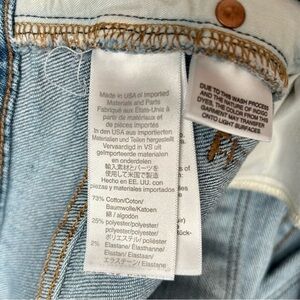 Made in USA of Imported
Materials and Parts
Fabriqué aux États-Unis à
partir de matériaux et
de pièces importés
In den USA aus importierten
Materialien und Teilen hergestellt
Vervaardigd in VS uit
geïmporteerde materialen
en onderdelen
輸入素材とパーツを
使用して米国で製造
Hecho en EE. UU. con
piezas y materiales importados
73% Cotton/Coton/
Baumwolle/Katoen
綿 / algodón
25% polyester/polyester/
polyester/polyester/
ポリエステル/ poliéster
2% Elastane/Élasthanne/
Elastan/Elastaan/
エラステーン/ Elastane
DUE TO THIS WASH PROCESS
AND THE NATURE OF INDIGO
DYES, THE COLOR FROM THIS
GARMENT MAY TRANSFER
ONTO LIGHT SURFACES.